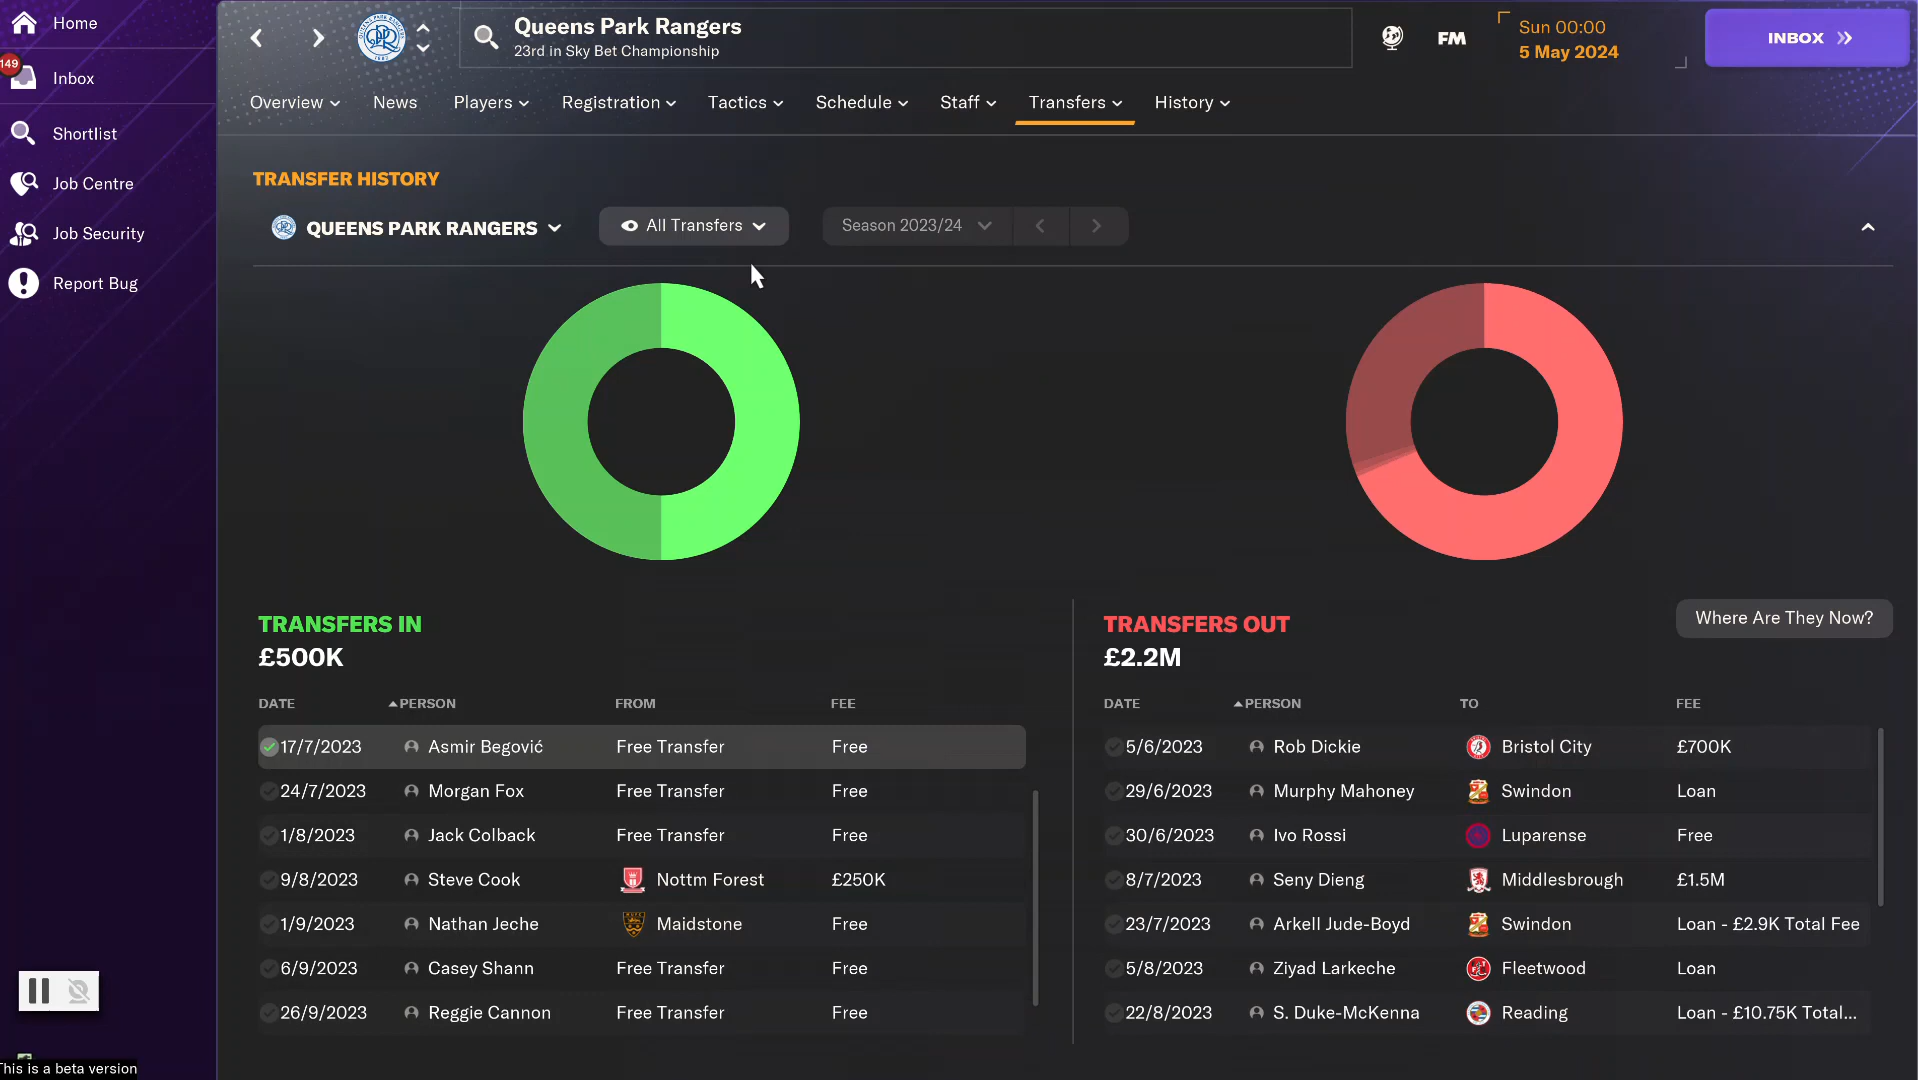 Home
149
Inbox
Shortlist
Job Centre
Job Security
Report Bug
Queens Park Rangers
23rd in Sky Bet Championship
FM
Sun 00:00
5 May 2024
INBOX
Overview
News
Players
Registration
Tactics
Schedule
Staff
Transfers
History
TRANSFER HISTORY
QUEENS PARK RANGERS
All Transfers
Season 2023/24
TRANSFERS IN
£500K
DATE PERSON FROM FEE
17/7/2023 Asmir Begović Free Transfer Free
24/7/2023 Morgan Fox Free Transfer Free
1/8/2023 Jack Colback Free Transfer Free
9/8/2023 Steve Cook Nottm Forest £250K
1/9/2023 Nathan Jeche Maidstone Free
6/9/2023 Casey Shann Free Transfer Free
26/9/2023 Reggie Cannon Free Transfer Free
TRANSFERS OUT
£2.2M
Where Are They Now?
DATE PERSON TO FEE
5/6/2023 Rob Dickie Bristol City £700K
29/6/2023 Murphy Mahoney Swindon Loan
30/6/2023 Ivo Rossi Luparense Free
8/7/2023 Seny Dieng Middlesbrough £1.5M
23/7/2023 Arkell Jude-Boyd Swindon Loan - £2.9K Total Fee
5/8/2023 Ziyad Larkeche Fleetwood Loan
22/8/2023 S. Duke-McKenna Reading Loan - £10.75K Total...
This is a beta version